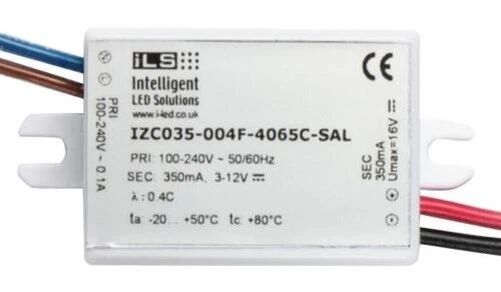 iLS
Intelligent
LED Solutions
www.i-led.co.uk
CE
IZC035-004F-4065C-SAL
PRI: 100-240V ~ 50/60Hz
SEC: 350mA, 3-12V ⎓
λ : 0.4C
ta: -20... +50°C tc: +80°C
N L
PRI
100-240V ~ 0.1A
SEC
350mA ⎓
Umax=16V
+
-